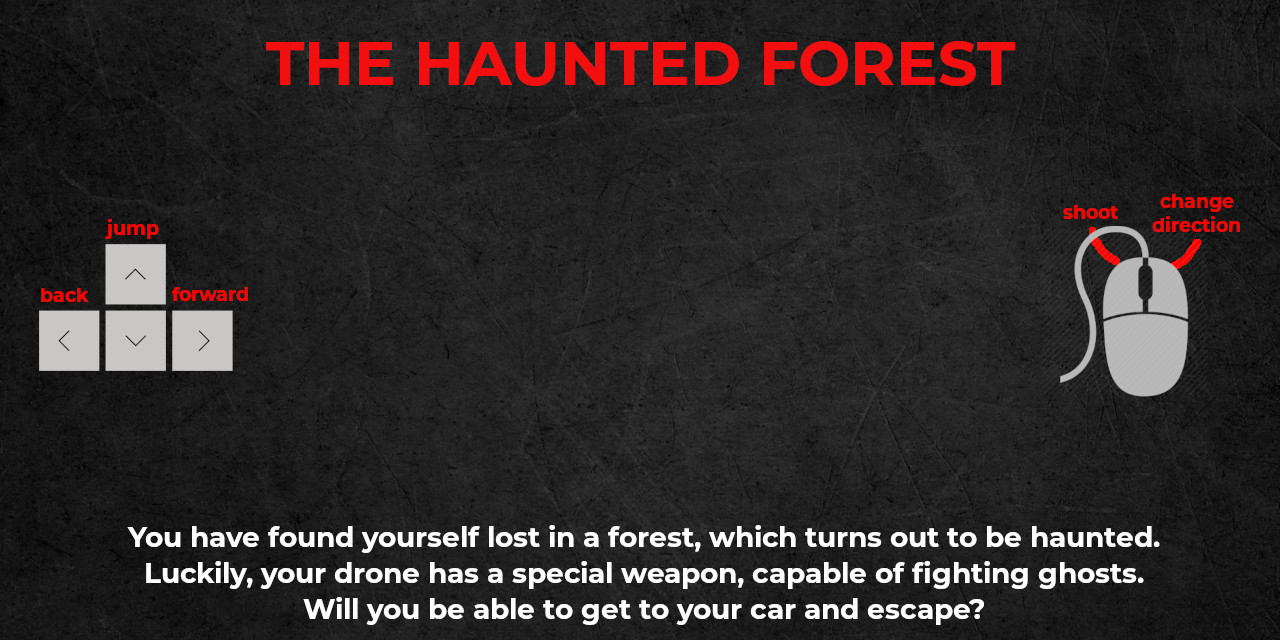 THE HAUNTED FOREST
jump
back
forward
shoot
change
direction
You have found yourself lost in a forest, which turns out to be haunted.
Luckily, your drone has a special weapon, capable of fighting ghosts.
Will you be able to get to your car and escape?